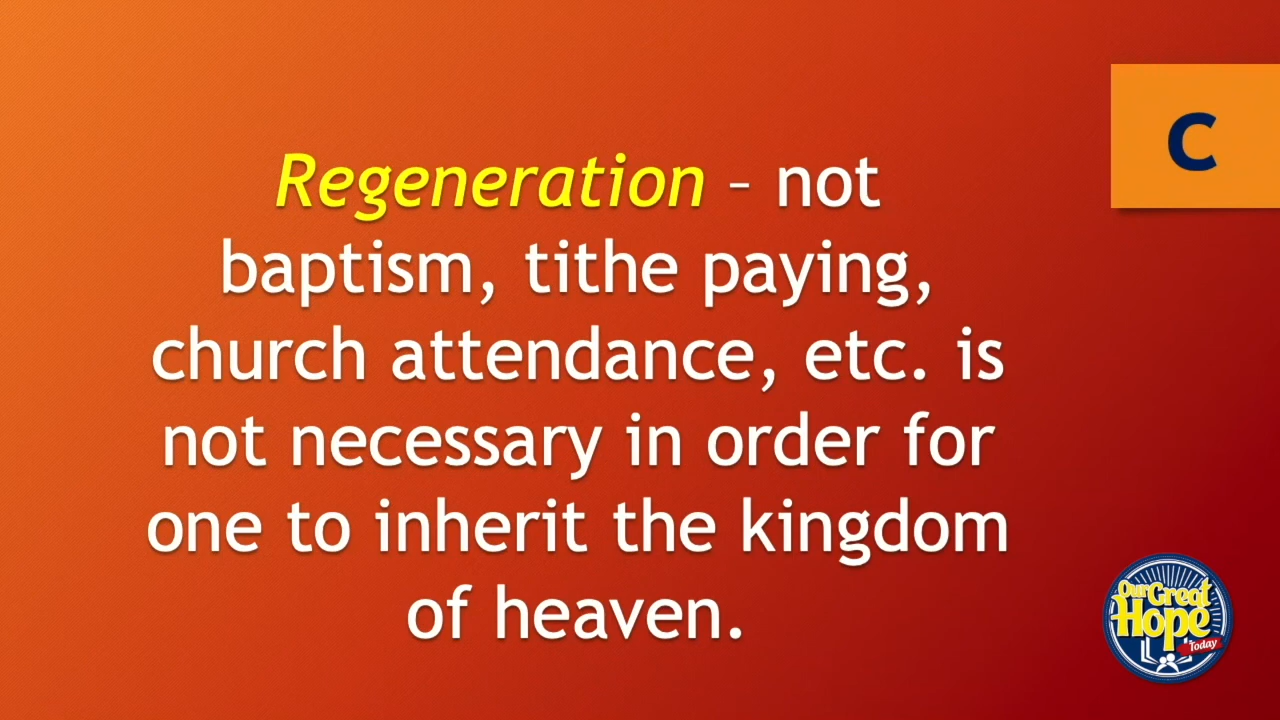 C
Regeneration – not
baptism, tithe paying,
church attendance, etc. is
not necessary in order for
one to inherit the kingdom
of heaven.
Our Great
Hope
Today